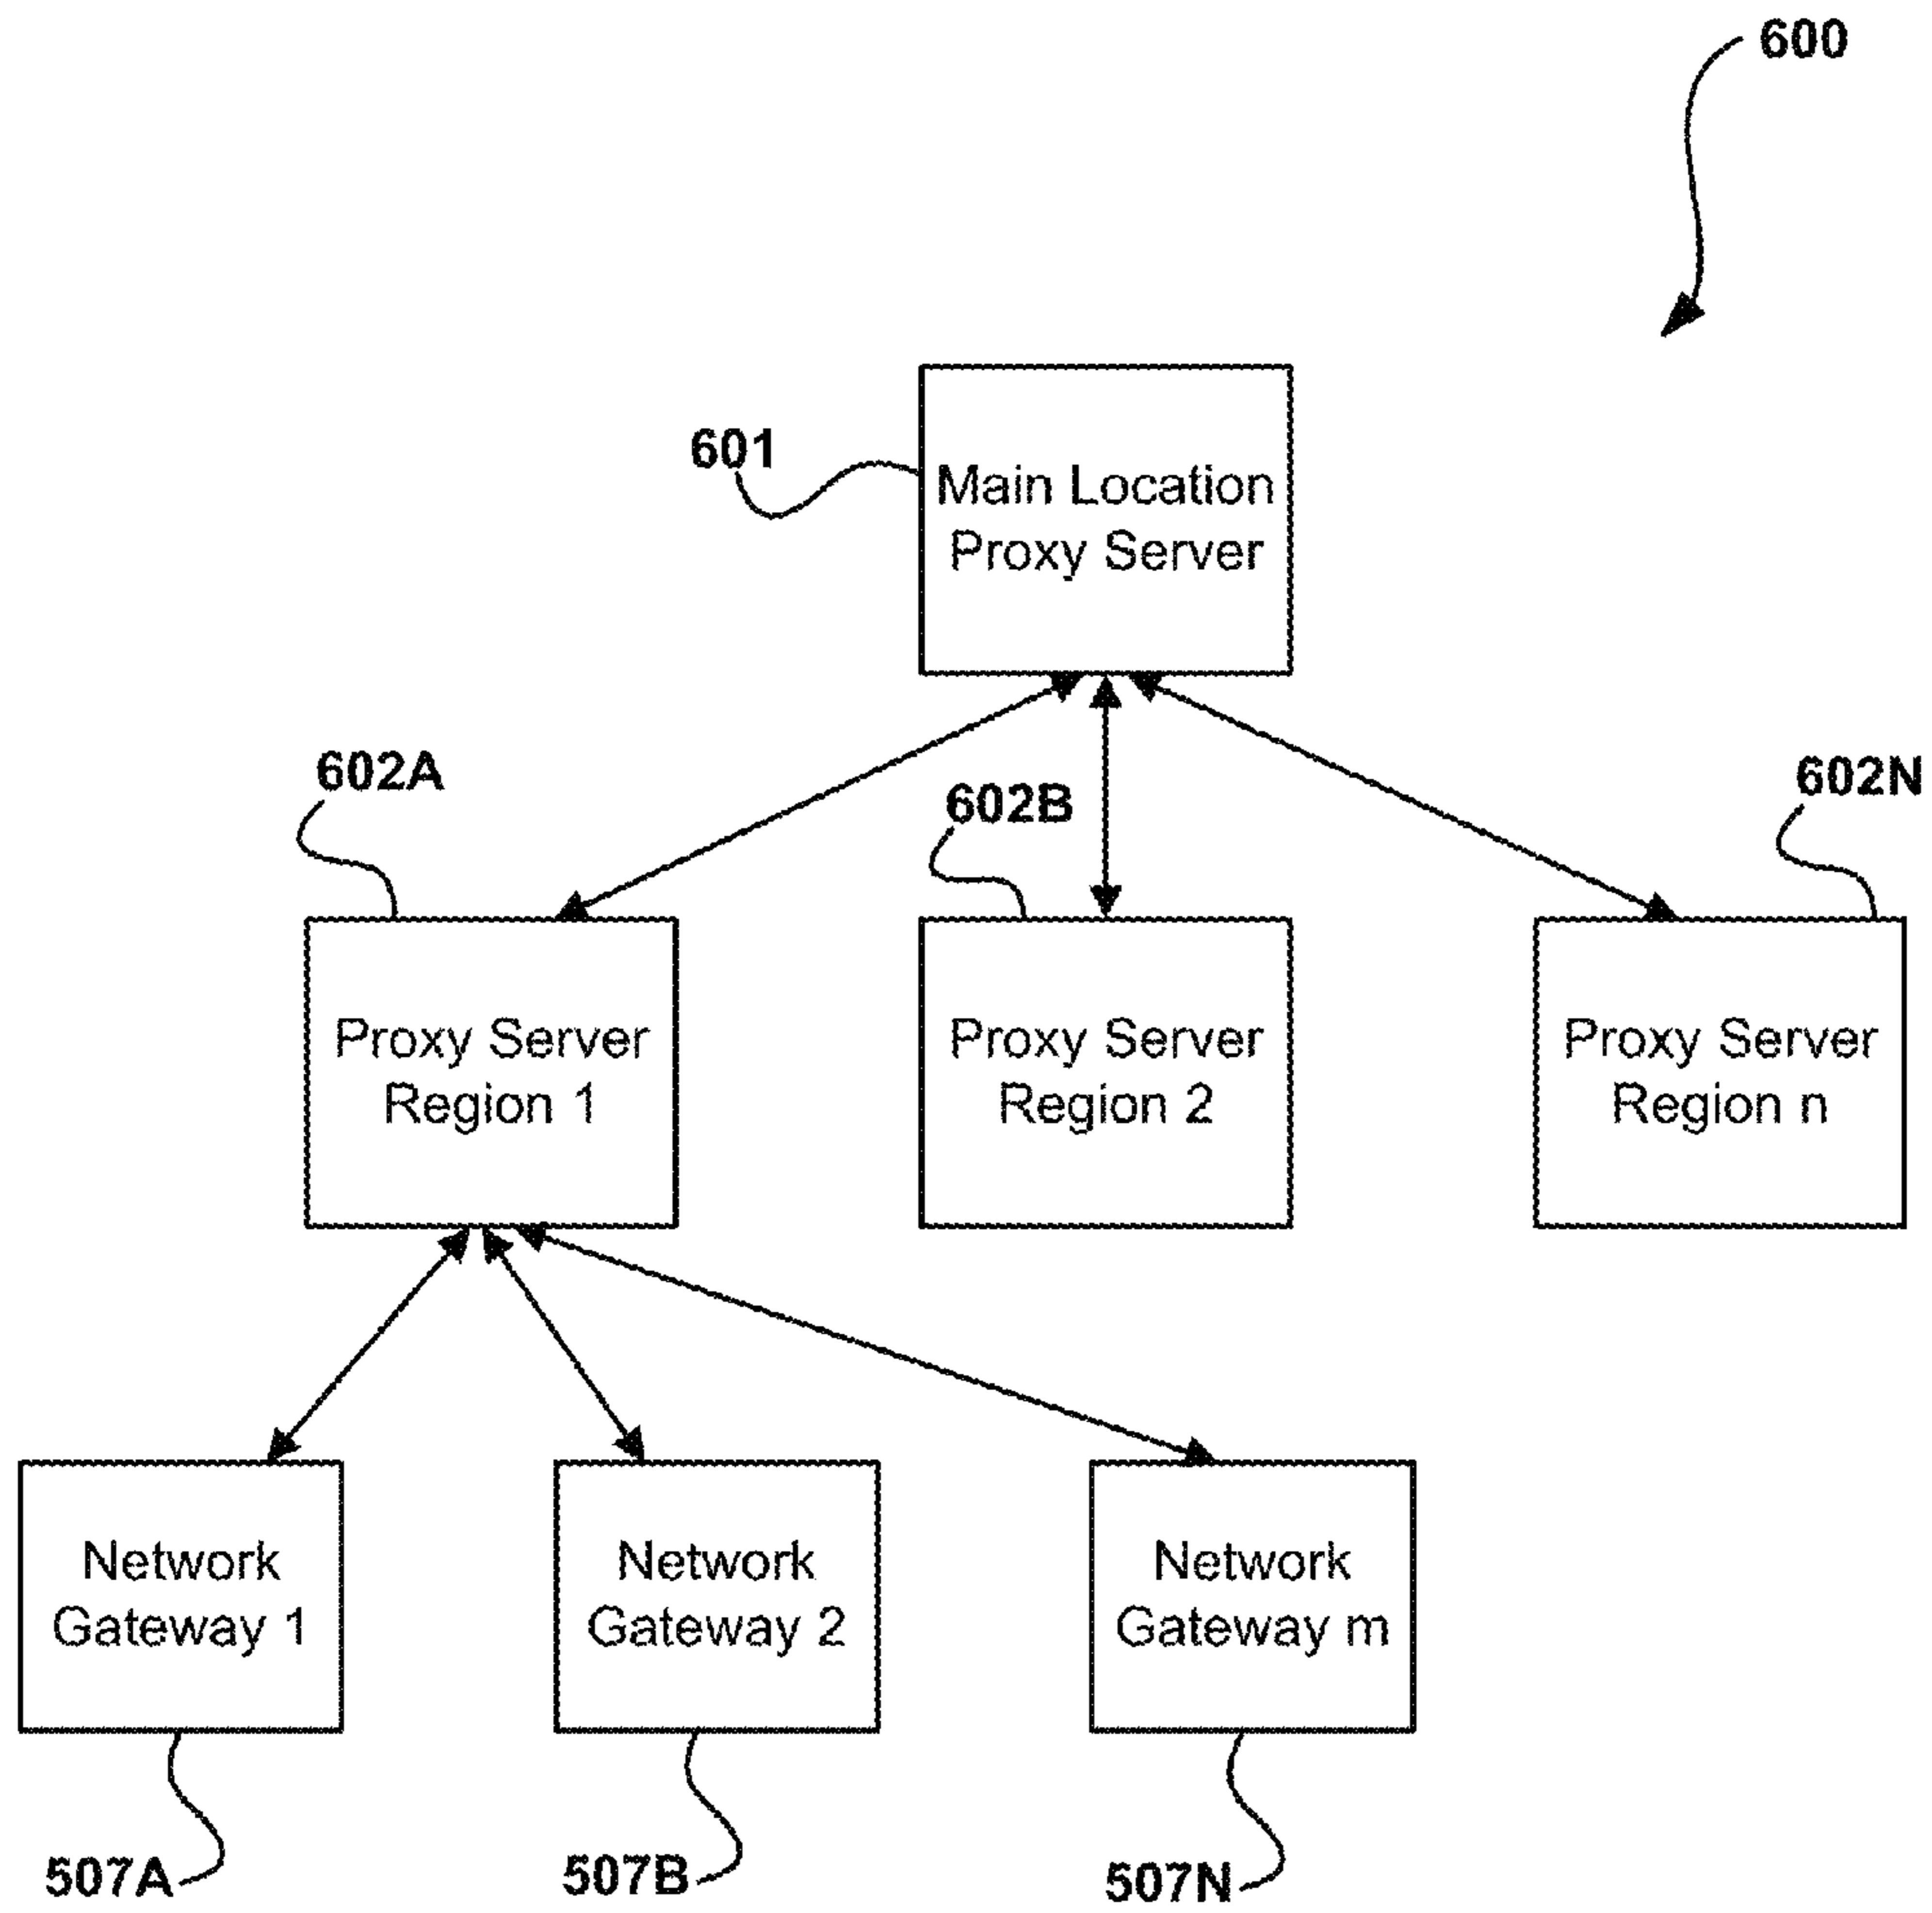 600
601
Main Location
Proxy Server
602A
602B
602N
Proxy Server
Region 1
Proxy Server
Region 2
Proxy Server
Region n
Network
Gateway 1
Network
Gateway 2
Network
Gateway m
507A
507B
507N